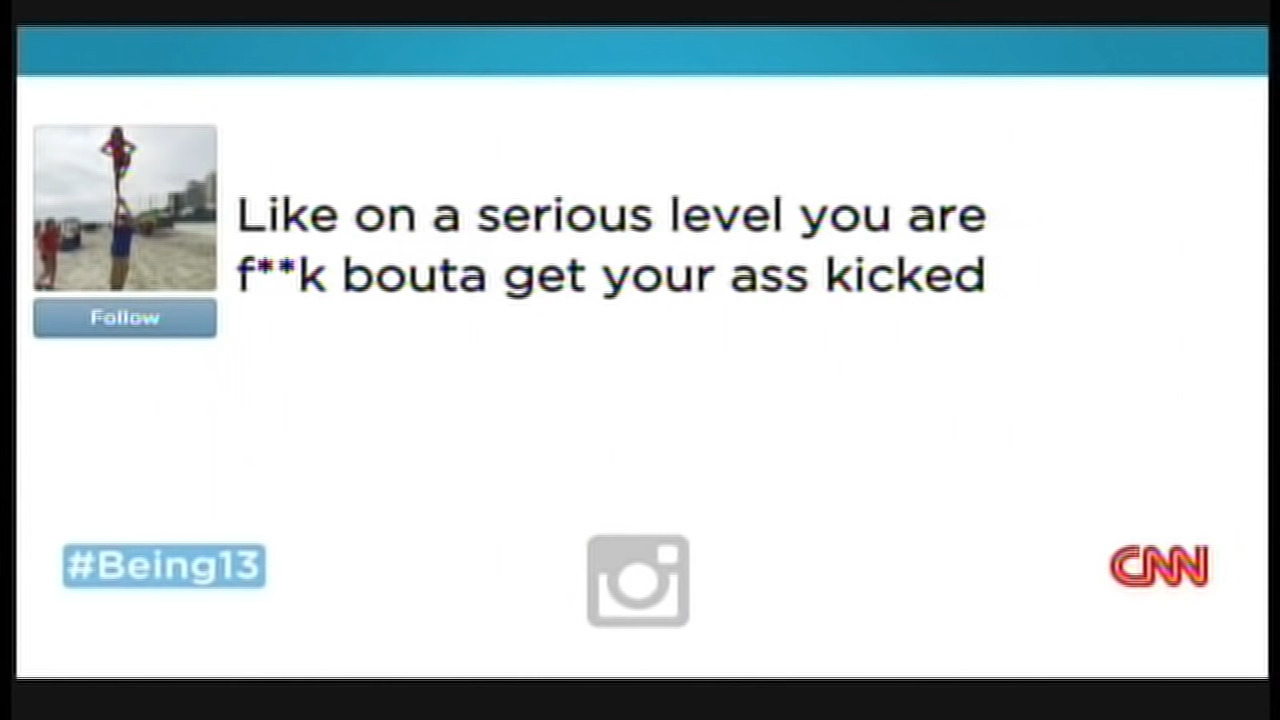 Like on a serious level you are
f**k bouta get your ass kicked
Follow
#Being13
CNN